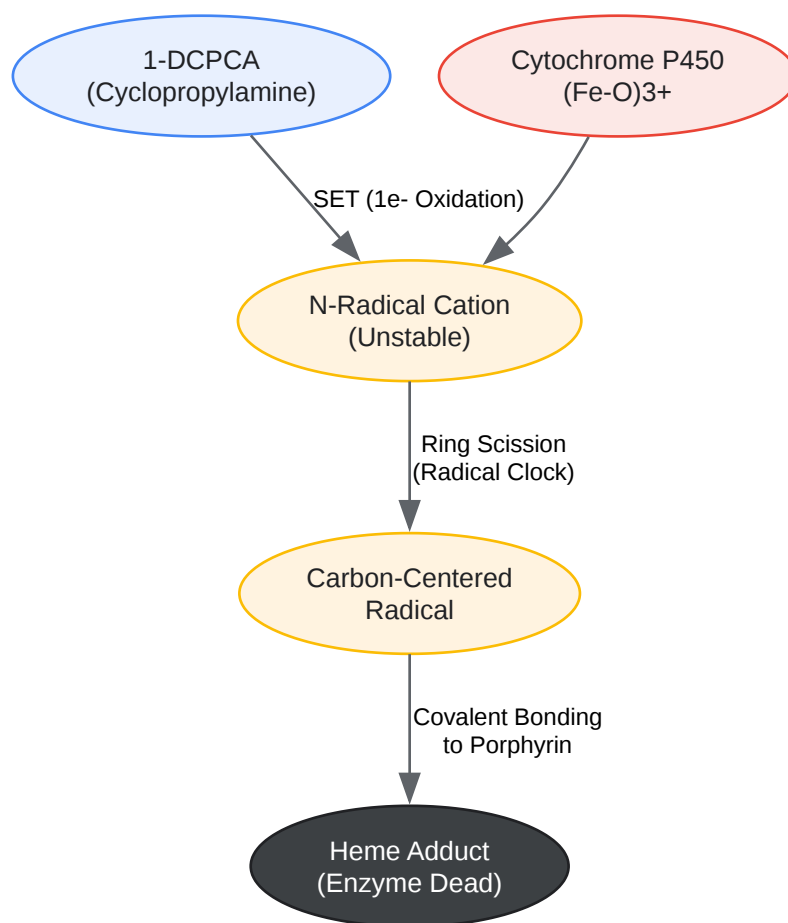 1-DCPCA
(Cyclopropylamine)
Cytochrome P450
(Fe-O)3+
SET (1e- Oxidation)
N-Radical Cation
(Unstable)
Ring Scission
(Radical Clock)
Carbon-Centered
Radical
Covalent Bonding
to Porphyrin
Heme Adduct
(Enzyme Dead)